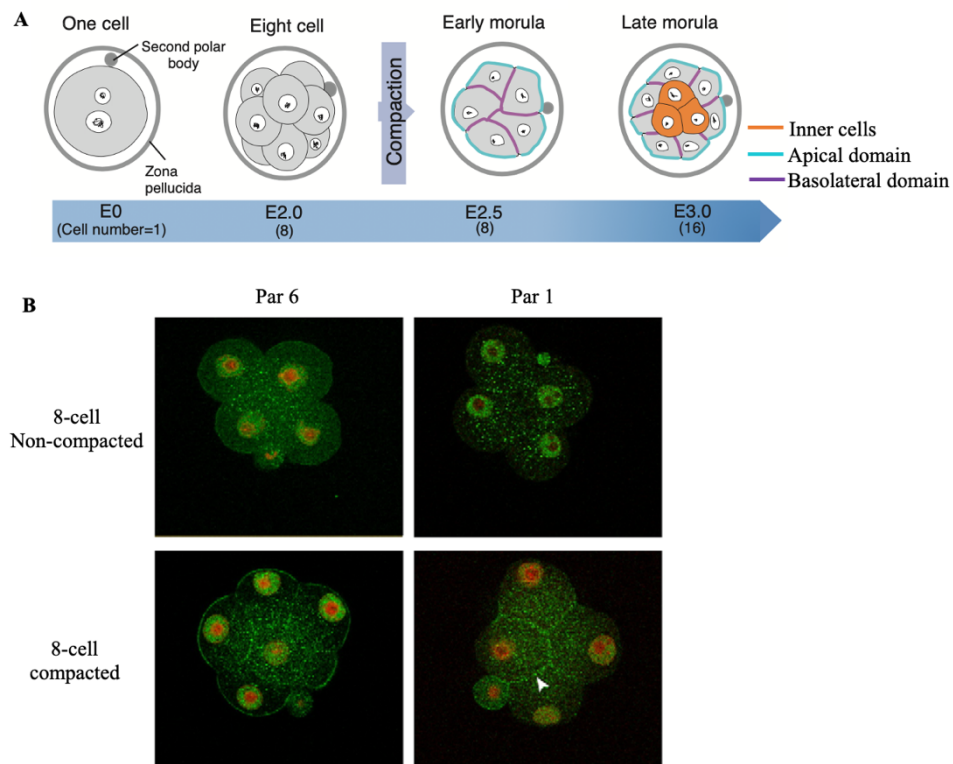 A
One cell
Eight cell
Early morula
Late morula
Second polar
body
Compaction
Zona
pellucida
Inner cells
Apical domain
Basolateral domain
E0
(Cell number=1)
E2.0
(8)
E2.5
(8)
E3.0
(16)
B
Par 6
Par 1
8-cell
Non-compacted
8-cell
compacted